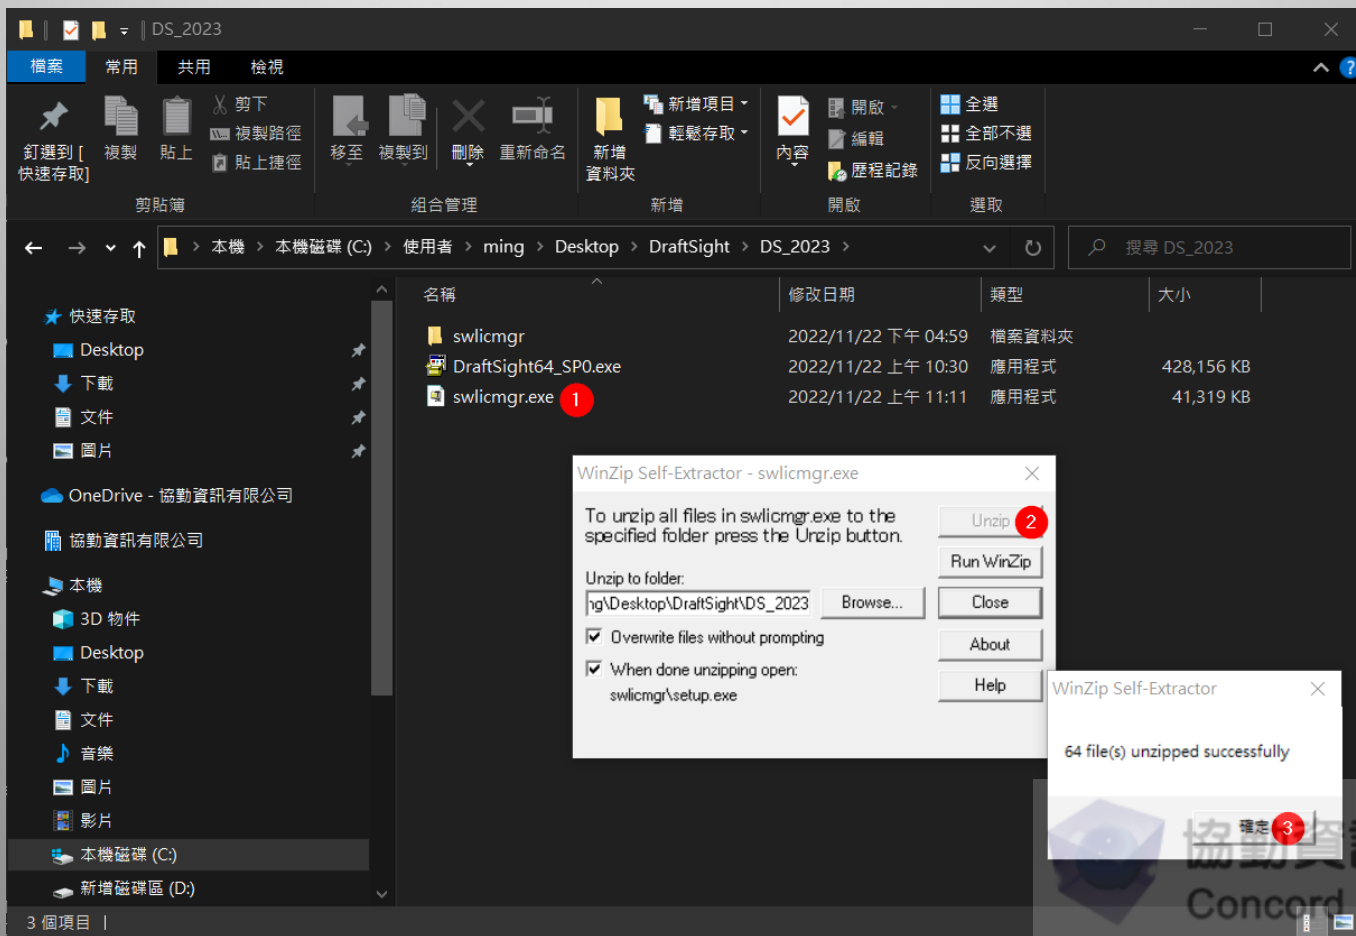 DS_2023
檔案 常用 共用 檢視
釘選到 [
快速存取]
複製
貼上
剪下
複製路徑
貼上捷徑
剪貼簿
移至
複製到
刪除
重新命名
組合管理
新增
資料夾
新增項目
輕鬆存取
新增
內容
開啟
編輯
歷程記錄
開啟
全選
全部不選
反向選擇
選取
本機 > 本機磁碟 (C:) > 使用者 > ming > Desktop > DraftSight > DS_2023 >
搜尋 DS_2023
快速存取
Desktop
下載
文件
圖片
OneDrive - 協勤資訊有限公司
協勤資訊有限公司
本機
3D 物件
Desktop
下載
文件
音樂
圖片
影片
本機磁碟 (C:)
新增磁碟區 (D:)
名稱 修改日期 類型 大小
swlicmgr 2022/11/22 下午 04:59 檔案資料夾
DraftSight64_SP0.exe 2022/11/22 上午 10:30 應用程式 428,156 KB
swlicmgr.exe 1 2022/11/22 上午 11:11 應用程式 41,319 KB
WinZip Self-Extractor - swlicmgr.exe
To unzip all files in swlicmgr.exe to the
specified folder press the Unzip button.
Unzip to folder:
ng\Desktop\DraftSight\DS_2023
Browse...
Overwrite files without prompting
When done unzipping open:
swlicmgr\setup.exe
Unzip 2
Run WinZip
Close
About
Help
WinZip Self-Extractor
64 file(s) unzipped successfully
確定 3
協勤資訊
Concord
3 個項目